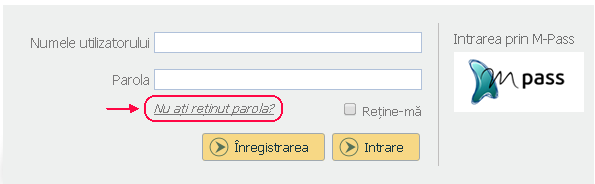 Numele utilizatorului
Parola
Nu ați reținut parola?
Reține-mă
Înregistrarea
Intrare
Intrarea prin M-Pass
m pass